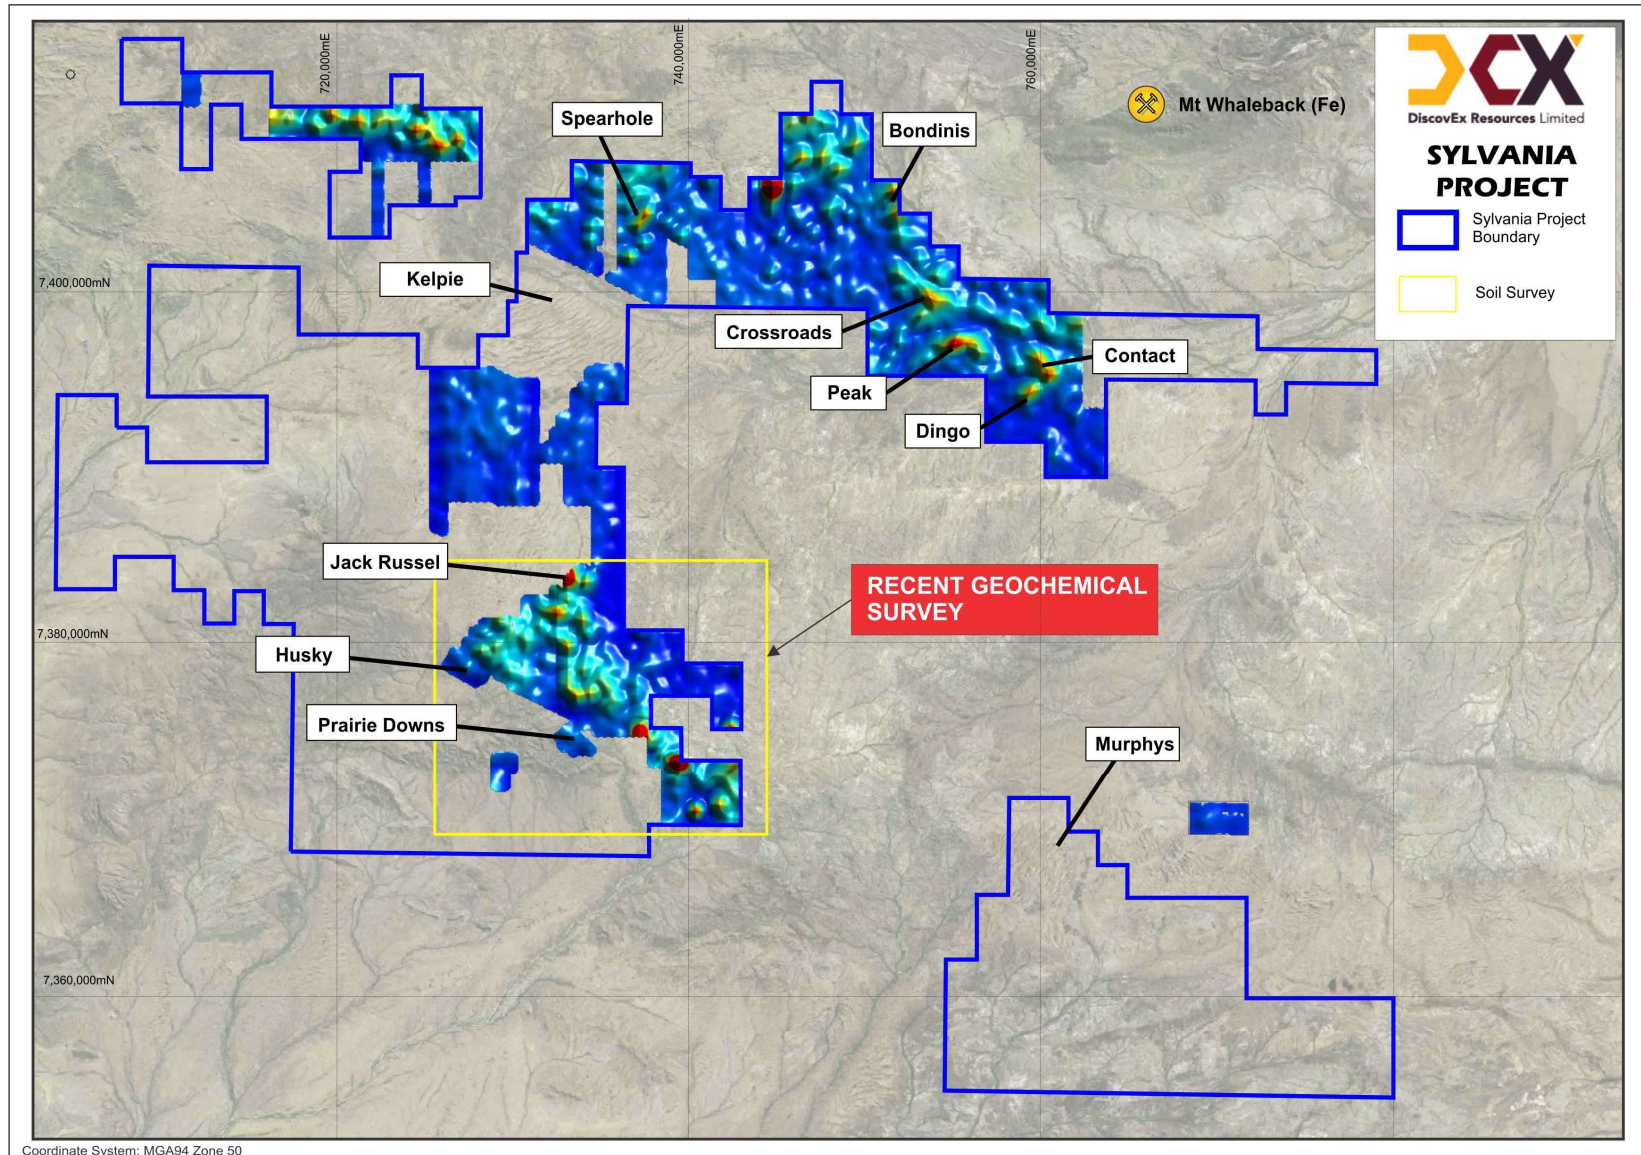 720,000mE
740,000mE
760,000mE
DCX
DiscovEx Resources Limited
SYLVANIA
PROJECT
Sylvania Project
Boundary
Soil Survey
Mt Whaleback (Fe)
Spearhole
Bondinis
Kelpie
7,400,000mN
Crossroads
Contact
Peak
Dingo
Jack Russel
RECENT GEOCHEMICAL
SURVEY
7,380,000mN
Husky
Prairie Downs
Murphys
7,360,000mN
Coordinate System: MGA94 Zone 50